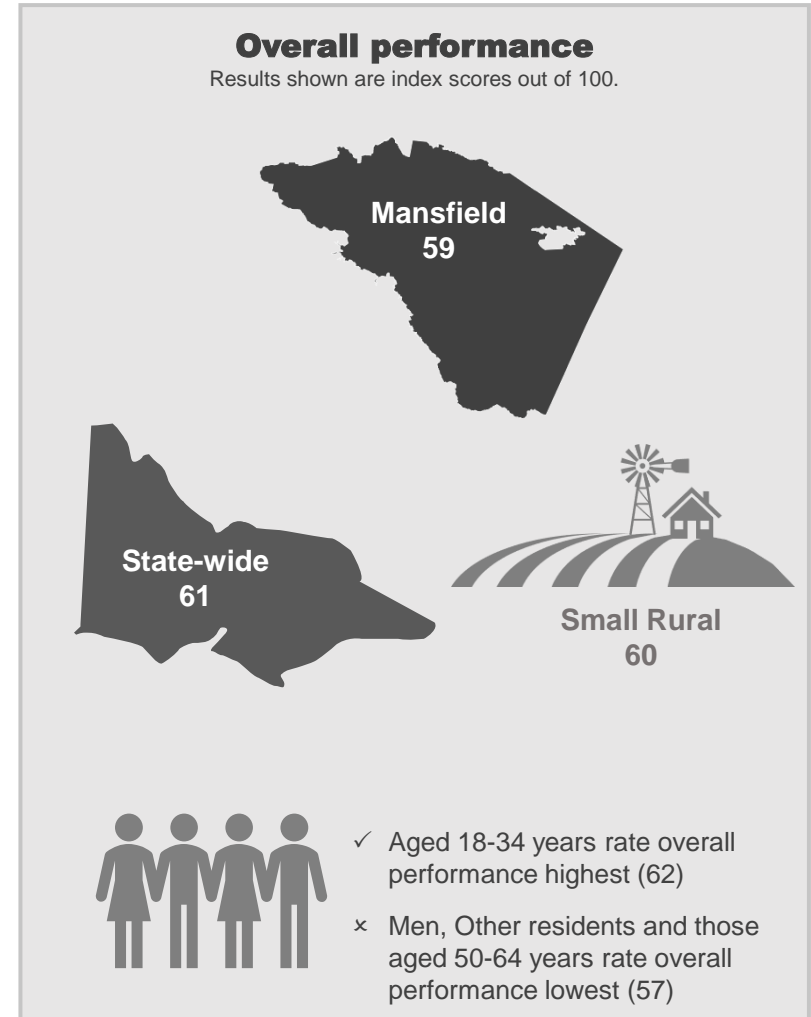 Overall performance
Results shown are index scores out of 100.
Mansfield
59
State-wide
61
Small Rural
60
✓ Aged 18-34 years rate overall
performance highest (62)
× Men, Other residents and those
aged 50-64 years rate overall
performance lowest (57)